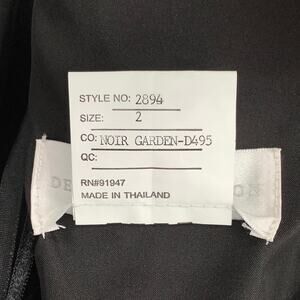 STYLE NO: 2894
SIZE: 2
CO: NOIR GARDEN-D495
QC:
RN#91947
MADE IN THAILAND